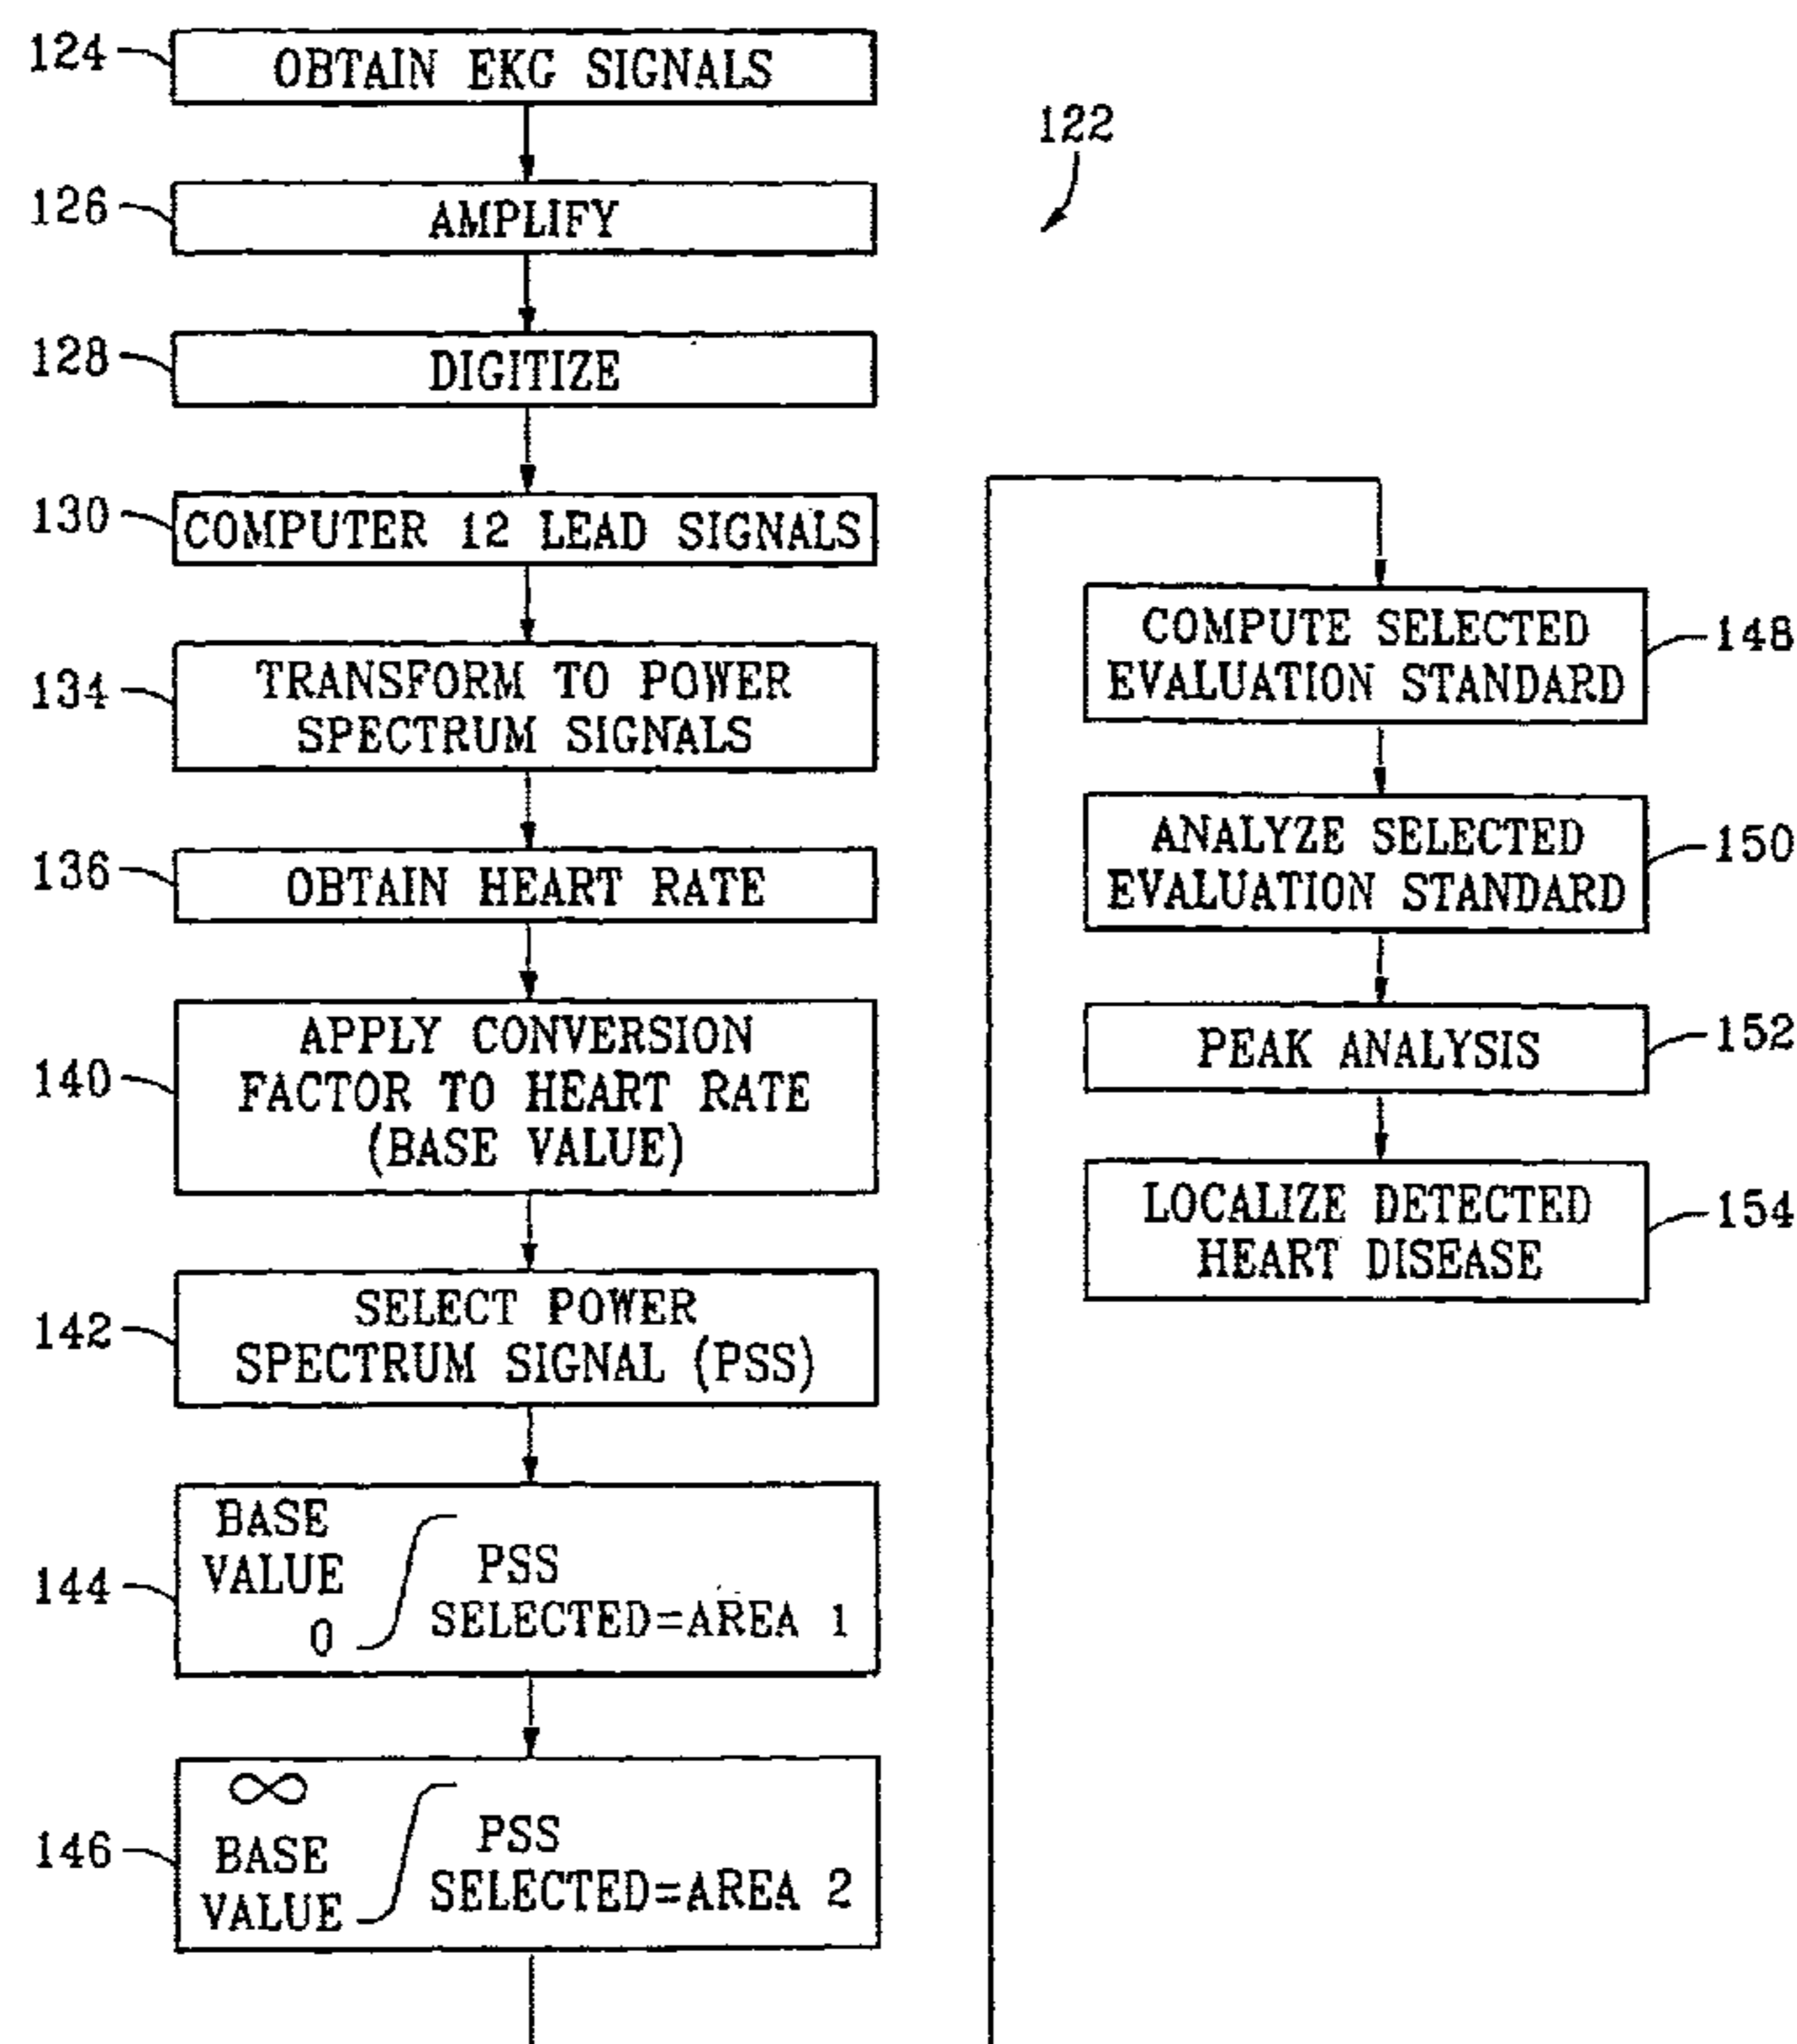 124
OBTAIN EKG SIGNALS
122
126
AMPLIFY
128
DIGITIZE
130
COMPUTER 12 LEAD SIGNALS
134
TRANSFORM TO POWER
SPECTRUM SIGNALS
136
OBTAIN HEART RATE
140
APPLY CONVERSION
FACTOR TO HEART RATE
(BASE VALUE)
142
SELECT POWER
SPECTRUM SIGNAL (PSS)
144
BASE
VALUE
0
∫
PSS
SELECTED=AREA 1
146
∞
BASE
VALUE
∫
PSS
SELECTED=AREA 2
COMPUTE SELECTED
EVALUATION STANDARD
148
ANALYZE SELECTED
EVALUATION STANDARD
150
PEAK ANALYSIS
152
LOCALIZE DETECTED
HEART DISEASE
154